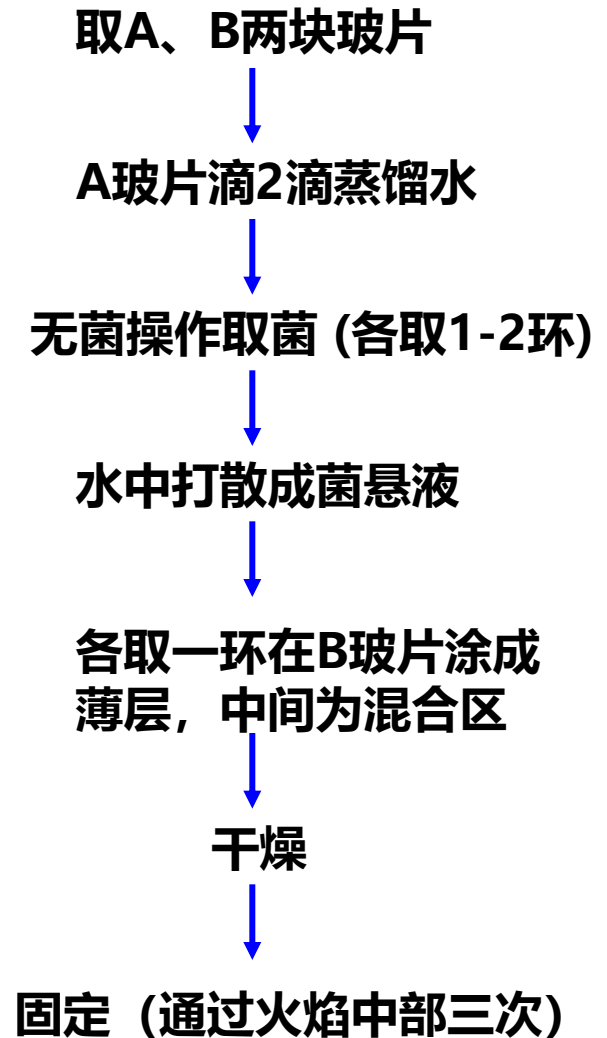 取A、B两块玻片
A玻片滴2滴蒸馏水
无菌操作取菌 (各取1-2环)
水中打散成菌悬液
各取一环在B玻片涂成
薄层，中间为混合区
干燥
固定（通过火焰中部三次）